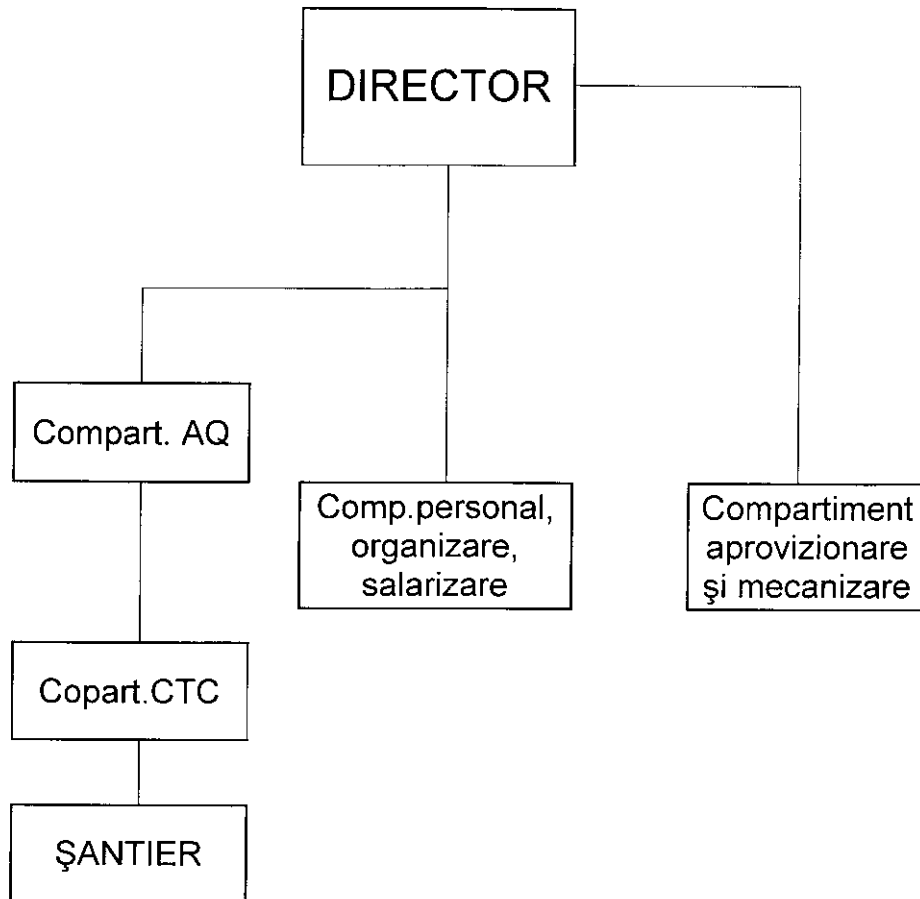 DIRECTOR
Compart. AQ
Comp.personal,
organizare,
salarizare
Compartiment
aprovizionare
şi mecanizare
Copart.CTC
ŞANTIER